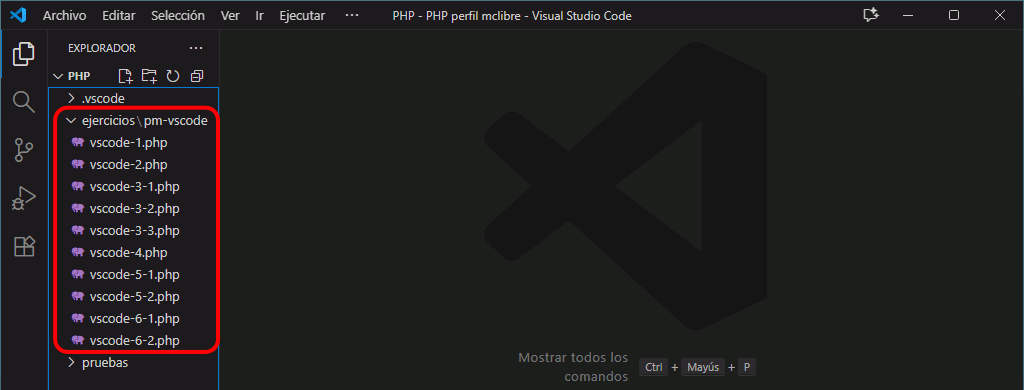 Archivo Editar Selección Ver Ir Ejecutar ··· PHP - PHP perfil mclibre - Visual Studio Code
EXPLORADOR ···
PHP
.vscode
ejercicios\pm-vscode
vscode-1.php
vscode-2.php
vscode-3-1.php
vscode-3-2.php
vscode-3-3.php
vscode-4.php
vscode-5-1.php
vscode-5-2.php
vscode-6-1.php
vscode-6-2.php
pruebas
Mostrar todos los
comandos
Ctrl + Mayús + P